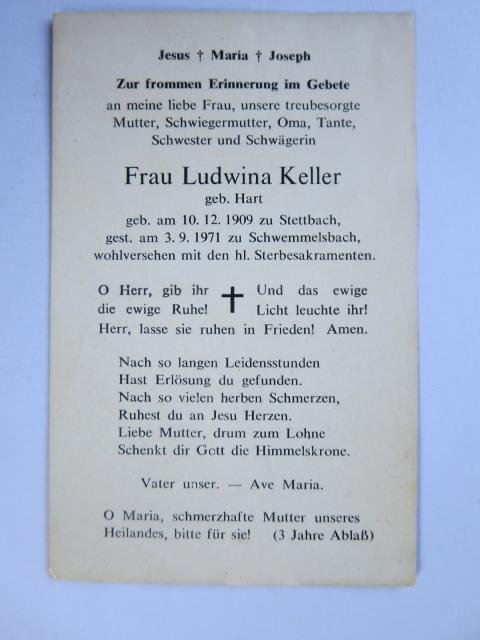 Jesus † Maria † Joseph
Zur frommen Erinnerung im Gebete
an meine liebe Frau, unsere treubesorgte
Mutter, Schwiegermutter, Oma, Tante,
Schwester und Schwägerin
Frau Ludwina Keller
geb. Hart
geb. am 10. 12. 1909 zu Stettbach,
gest. am 3. 9. 1971 zu Schwemmelsbach,
wohlversehen mit den hl. Sterbesakramenten.
O Herr, gib ihr
die ewige Ruhe!
Und das ewige
Licht leuchte ihr!
Herr, lasse sie ruhen in Frieden! Amen.
Nach so langen Leidensstunden
Hast Erlösung du gefunden.
Nach so vielen herben Schmerzen,
Ruhest du an Jesu Herzen.
Liebe Mutter, drum zum Lohne
Schenkt dir Gott die Himmelskrone.
Vater unser. — Ave Maria.
O Maria, schmerzhafte Mutter unseres
Heilandes, bitte für sie! (3 Jahre Ablaß)